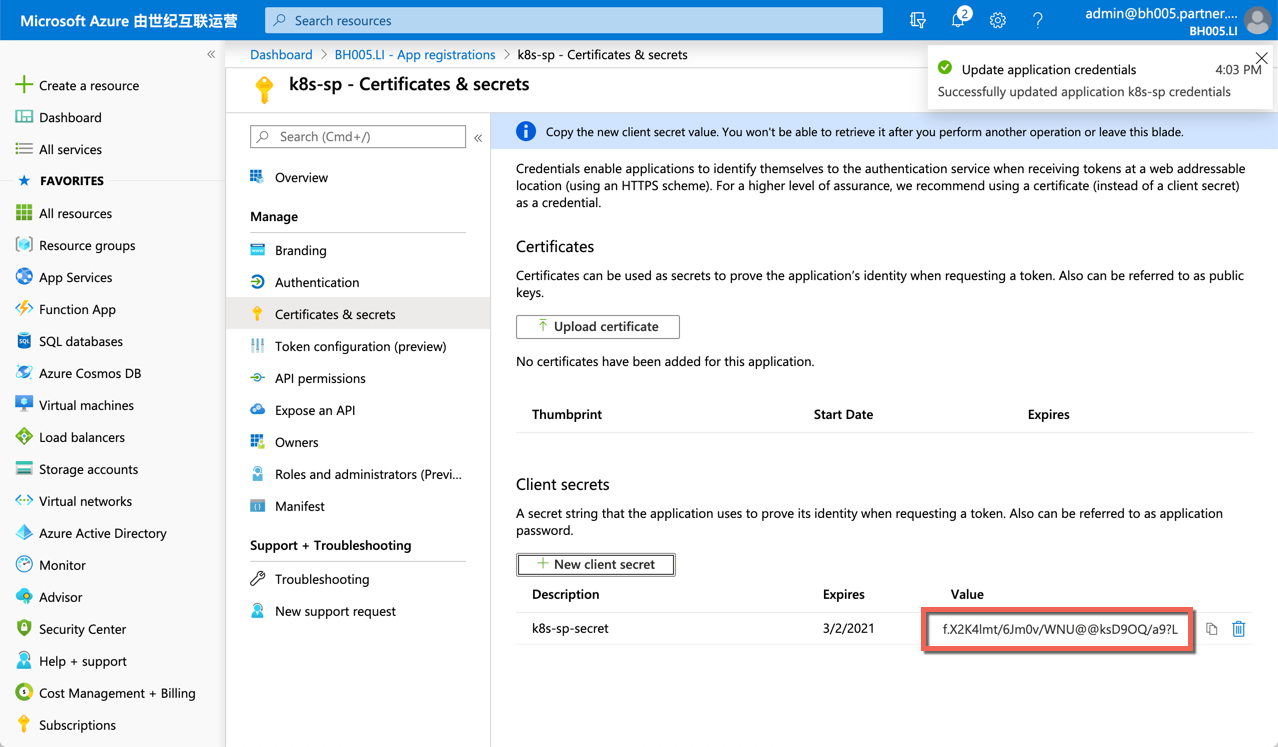 Microsoft Azure 由世纪互联运营
Search resources
2
admin@bh005.partner....
BH005.LI
Create a resource
Dashboard
All services
FAVORITES
All resources
Resource groups
App Services
Function App
SQL databases
Azure Cosmos DB
Virtual machines
Load balancers
Storage accounts
Virtual networks
Azure Active Directory
Monitor
Advisor
Security Center
Help + support
Cost Management + Billing
Subscriptions
Dashboard > BH005.LI - App registrations > k8s-sp - Certificates & secrets
k8s-sp - Certificates & secrets
Update application credentials 4:03 PM
Successfully updated application k8s-sp credentials
Search (Cmd+/)
Overview
Manage
Branding
Authentication
Certificates & secrets
Token configuration (preview)
API permissions
Expose an API
Owners
Roles and administrators (Previ...
Manifest
Support + Troubleshooting
Troubleshooting
New support request
Copy the new client secret value. You won't be able to retrieve it after you perform another operation or leave this blade.
Credentials enable applications to identify themselves to the authentication service when receiving tokens at a web addressable
location (using an HTTPS scheme). For a higher level of assurance, we recommend using a certificate (instead of a client secret)
as a credential.
Certificates
Certificates can be used as secrets to prove the application's identity when requesting a token. Also can be referred to as public
keys.
Upload certificate
No certificates have been added for this application.
Thumbprint Start Date Expires
Client secrets
A secret string that the application uses to prove its identity when requesting a token. Also can be referred to as application
password.
New client secret
Description Expires Value
k8s-sp-secret 3/2/2021 f.X2K4lmt/6Jm0v/WNU@@ksD9OQ/a9?L